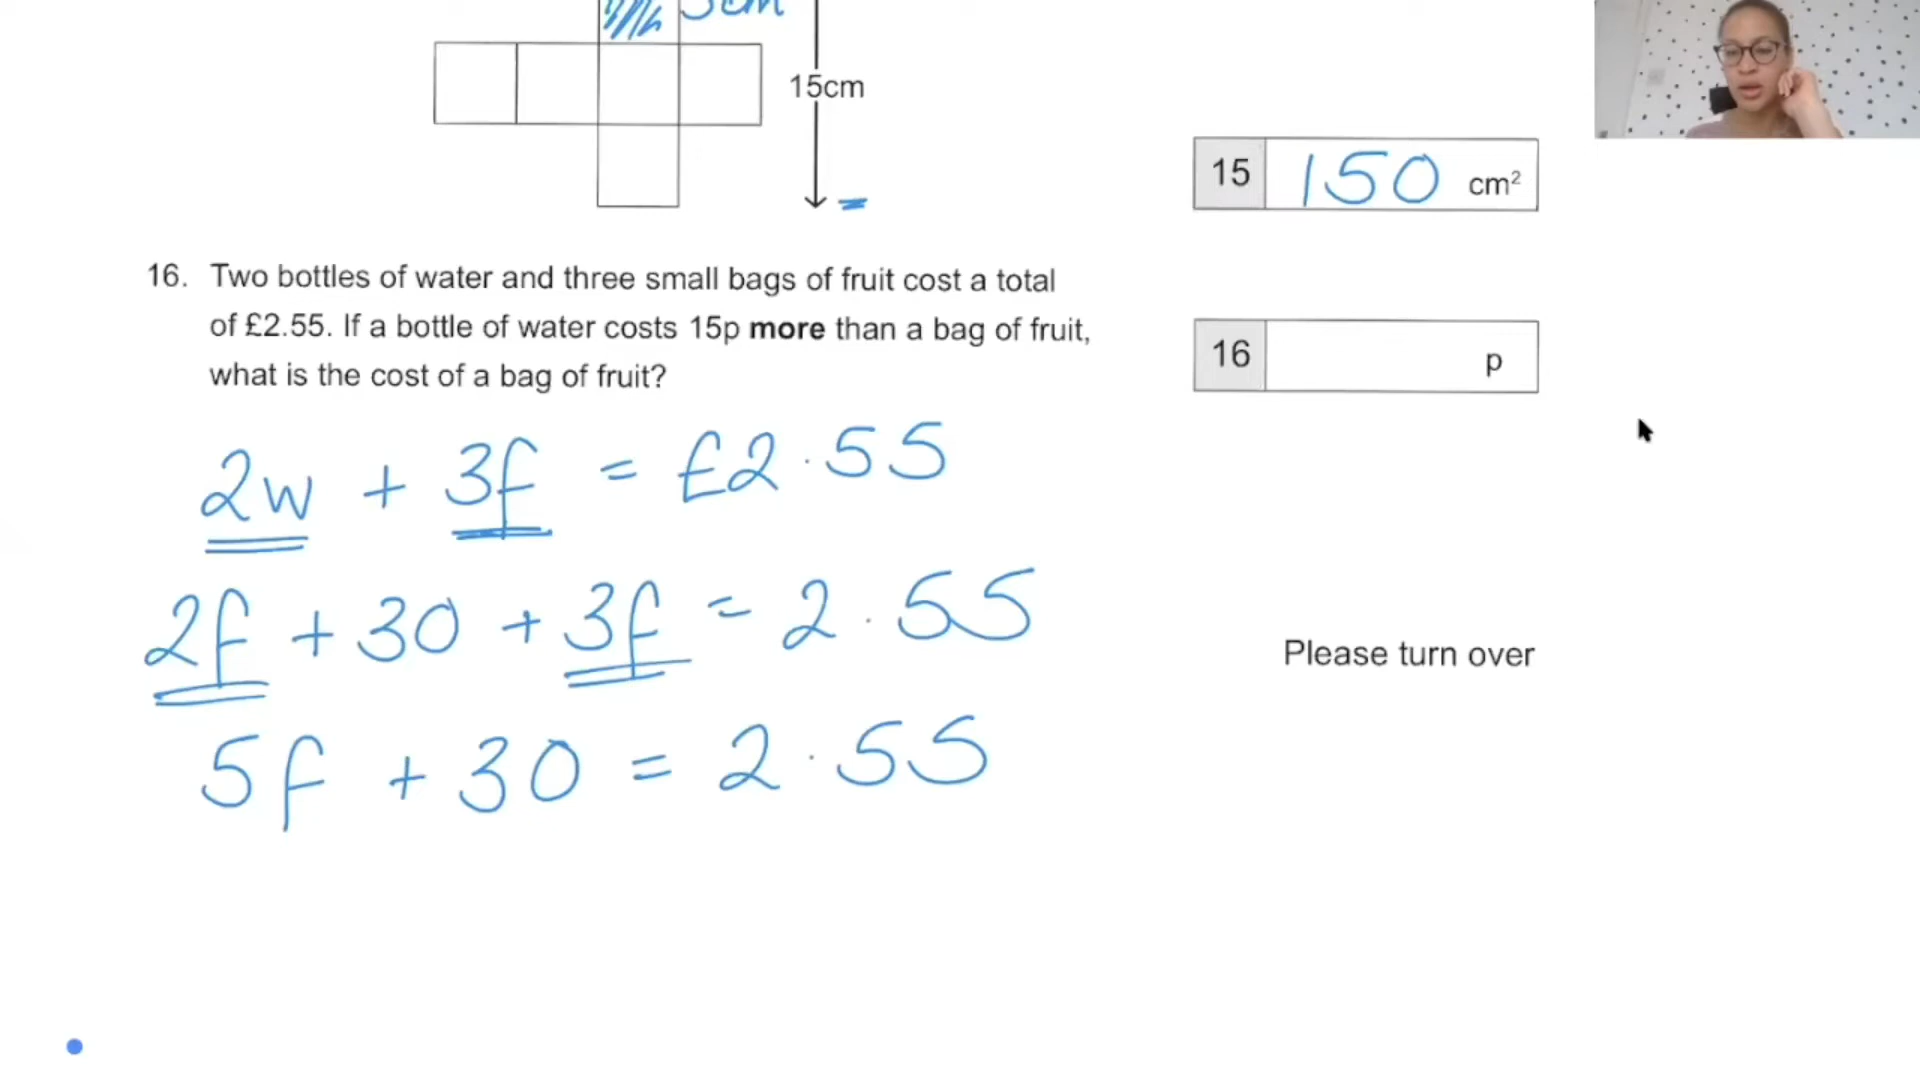 5cm
15cm
15 150 cm²
16. Two bottles of water and three small bags of fruit cost a total
of £2.55. If a bottle of water costs 15p more than a bag of fruit,
what is the cost of a bag of fruit?
16 p
2w + 3f = £2.55
2f + 30 + 3f = 2.55
5f + 30 = 2.55
Please turn over